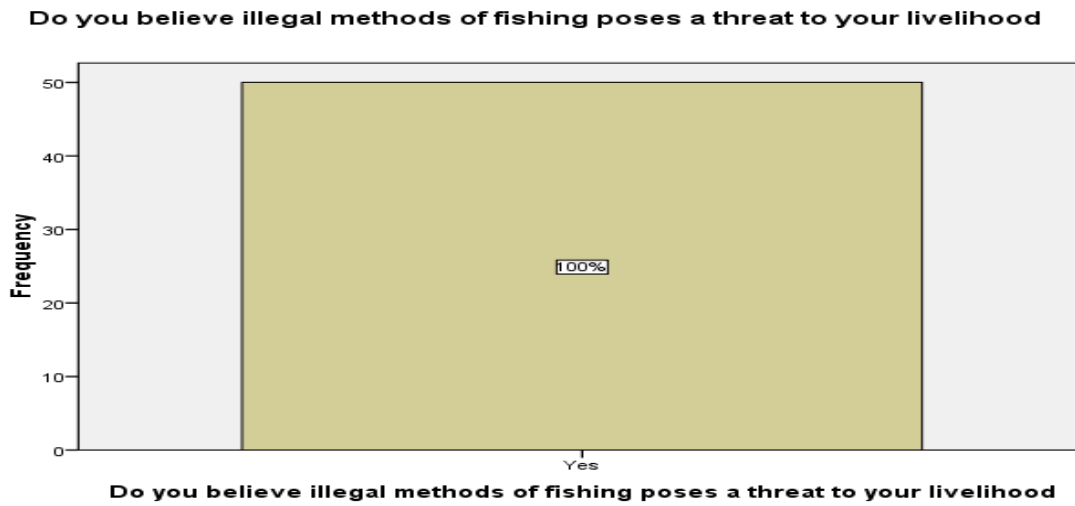 Do you believe illegal methods of fishing poses a threat to your livelihood
50
40
30
20
10
0
Frequency
100%
Yes
Do you believe illegal methods of fishing poses a threat to your livelihood